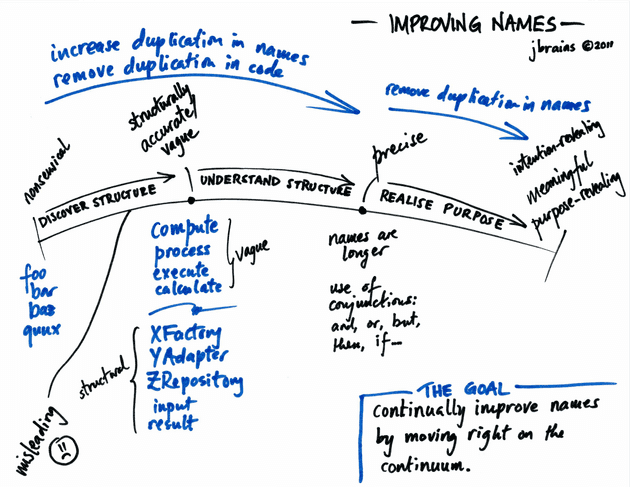 — IMPROVING NAMES —
jbrains ©2011
increase duplication in names
remove duplication in code
remove duplication in names
nonsensical
structurally
accurate/
vague
precise
intention-revealing
meaningful
purpose-revealing
DISCOVER STRUCTURE
UNDERSTAND STRUCTURE
REALISE PURPOSE
foo
bar
baz
quux
misleading
compute
process
execute
calculate
vague
structural
XFactory
YAdapter
ZRepository
input
result
names are
longer
use of
conjunctions:
and, or, but,
then, if—
THE GOAL
Continually improve names
by moving right on the
continuum.